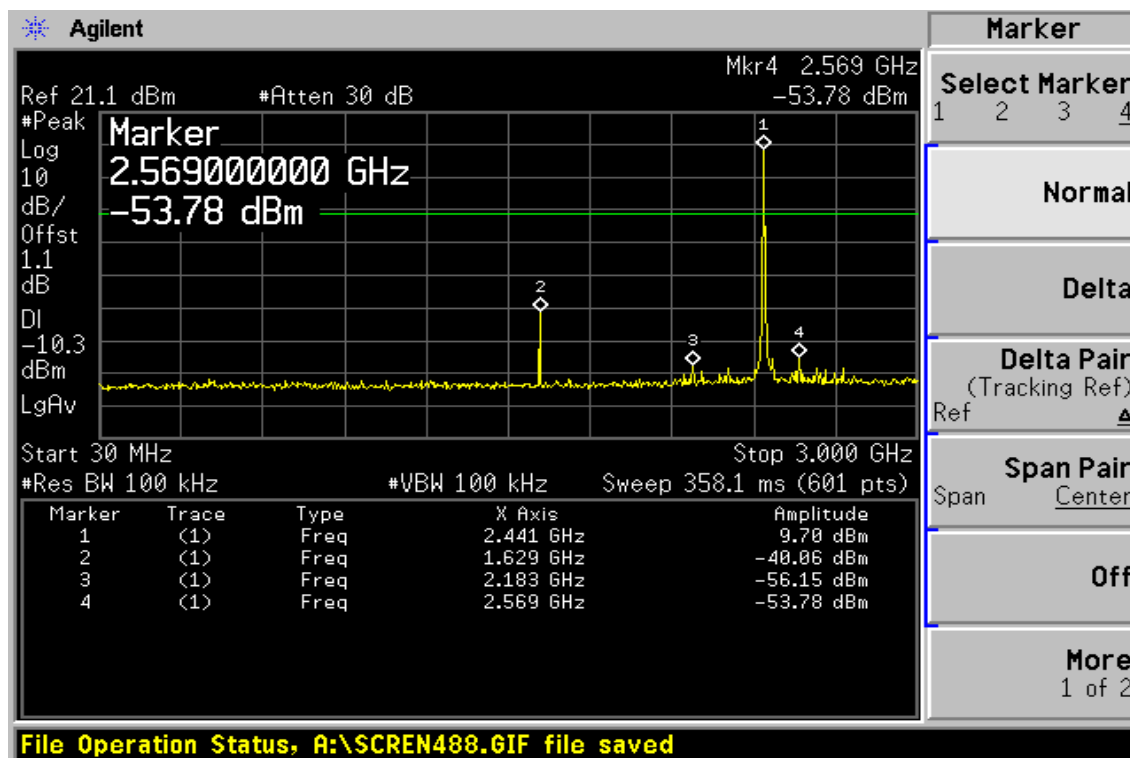 Agilent
Marker
Mkr4 2.569 GHz
Ref 21.1 dBm #Atten 30 dB -53.78 dBm
#Peak
Log
10
dB/
Offst
1.1
dB
DI
-10.3
dBm
LgAv
Marker
2.569000000 GHz
-53.78 dBm
1
2
3
4
Start 30 MHz Stop 3.000 GHz
#Res BW 100 kHz #VBW 100 kHz Sweep 358.1 ms (601 pts)
Marker Trace Type X Axis Amplitude
1 (1) Freq 2.441 GHz 9.70 dBm
2 (1) Freq 1.629 GHz -40.06 dBm
3 (1) Freq 2.183 GHz -56.15 dBm
4 (1) Freq 2.569 GHz -53.78 dBm
Select Marker
1 2 3 4
Normal
Delta
Delta Pair
(Tracking Ref)
Ref Δ
Span Pair
Span Center
Off
More
1 of 2
File Operation Status, A:\SCREN488.GIF file saved